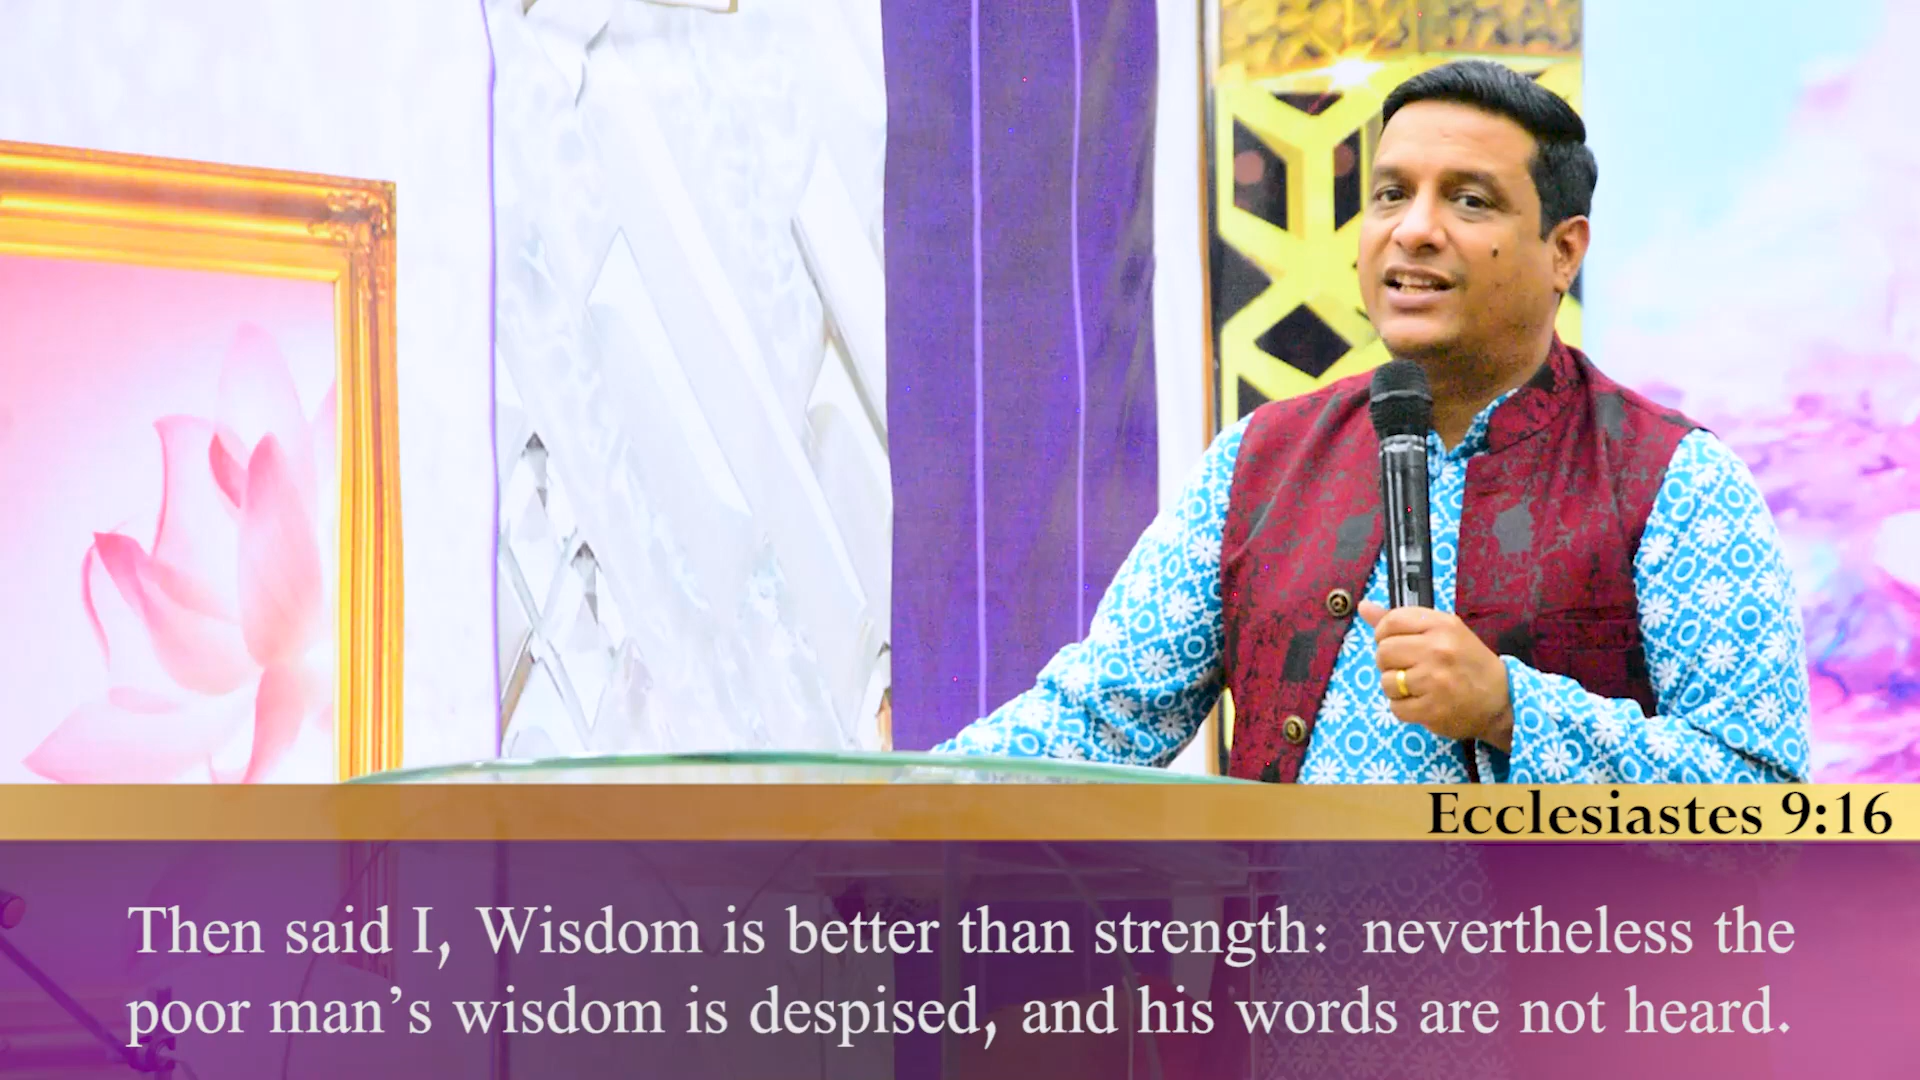 Ecclesiastes 9:16
Then said I, Wisdom is better than strength: nevertheless the
poor man’s wisdom is despised, and his words are not heard.